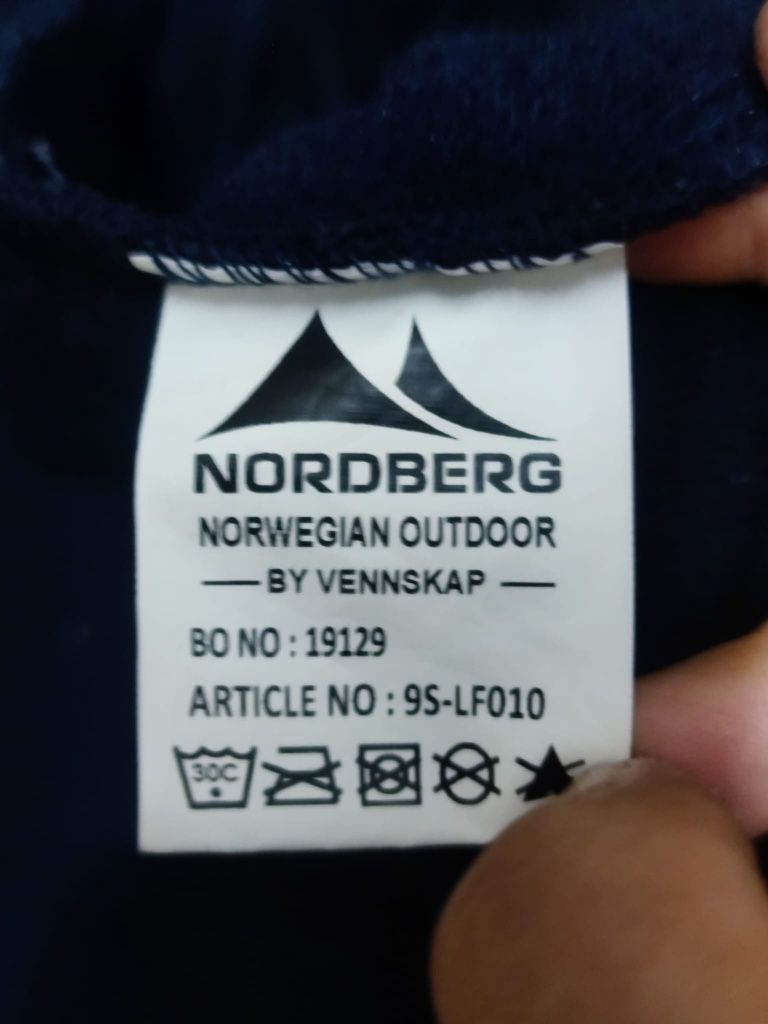 NORDBERG
NORWEGIAN OUTDOOR
BY VENNSKAP
BO NO : 19129
ARTICLE NO : 9S-LF010
30C